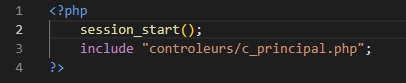 1 <?php
2     session_start();
3     include "controleurs/c_principal.php";
4 ?>